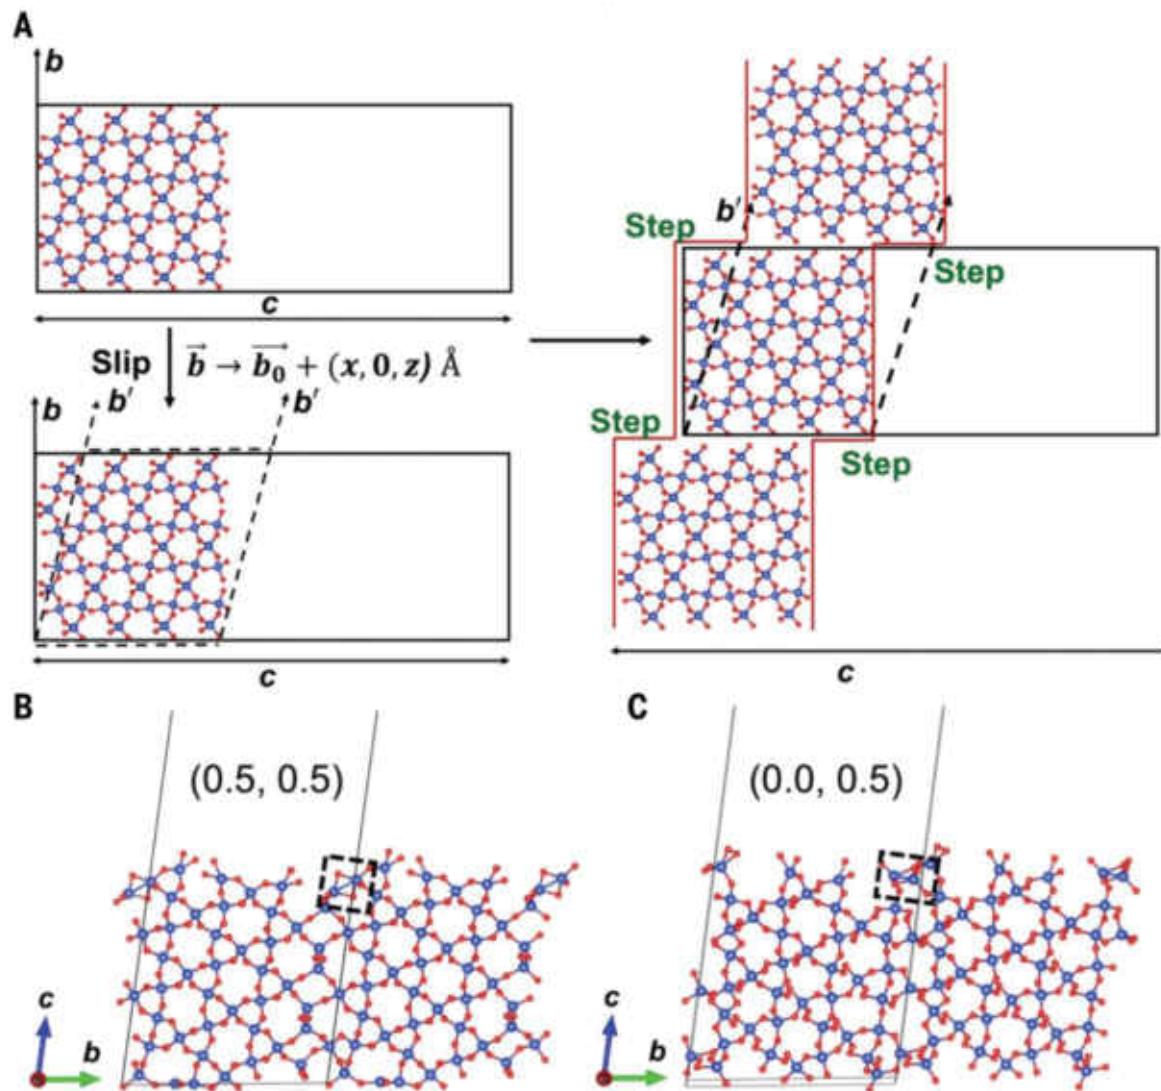 A
b
c
Slip b⃗ → b₀⃗ + (x, 0, z) Å
b
b'
b'
c
b'
Step
Step
Step
Step
c
B
(0.5, 0.5)
c
b
C
(0.0, 0.5)
c
b